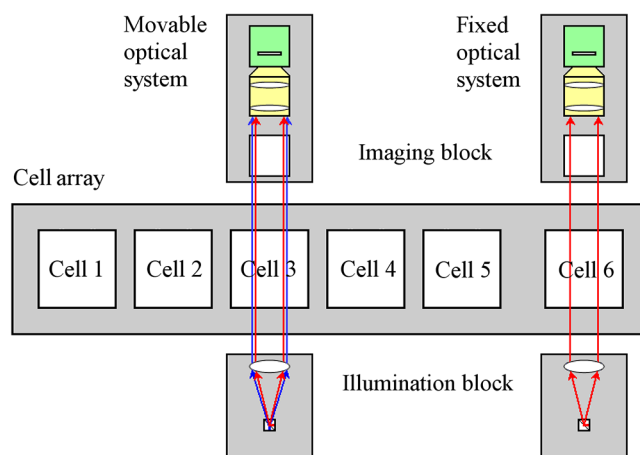 Movable
optical
system
Fixed
optical
system
Imaging block
Cell array
Cell 1
Cell 2
Cell 3
Cell 4
Cell 5
Cell 6
Illumination block